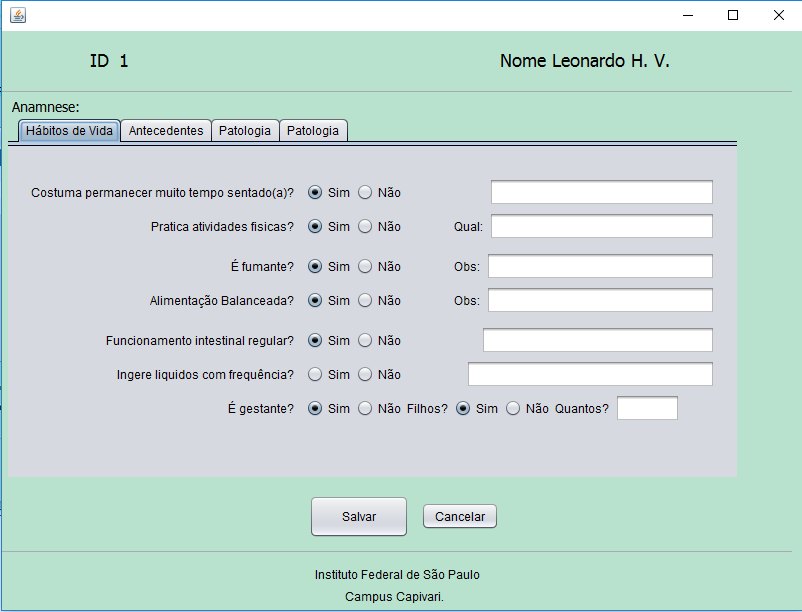 ID 1 Nome Leonardo H. V.
Anamnese:
Hábitos de Vida Antecedentes Patologia Patologia
Costuma permanecer muito tempo sentado(a)? Sim Não
Pratica atividades fisicas? Sim Não Qual:
É fumante? Sim Não Obs:
Alimentação Balanceada? Sim Não Obs:
Funcionamento intestinal regular? Sim Não
Ingere liquidos com frequência? Sim Não
É gestante? Sim Não Filhos? Sim Não Quantos?
Salvar Cancelar
Instituto Federal de São Paulo
Campus Capivari.